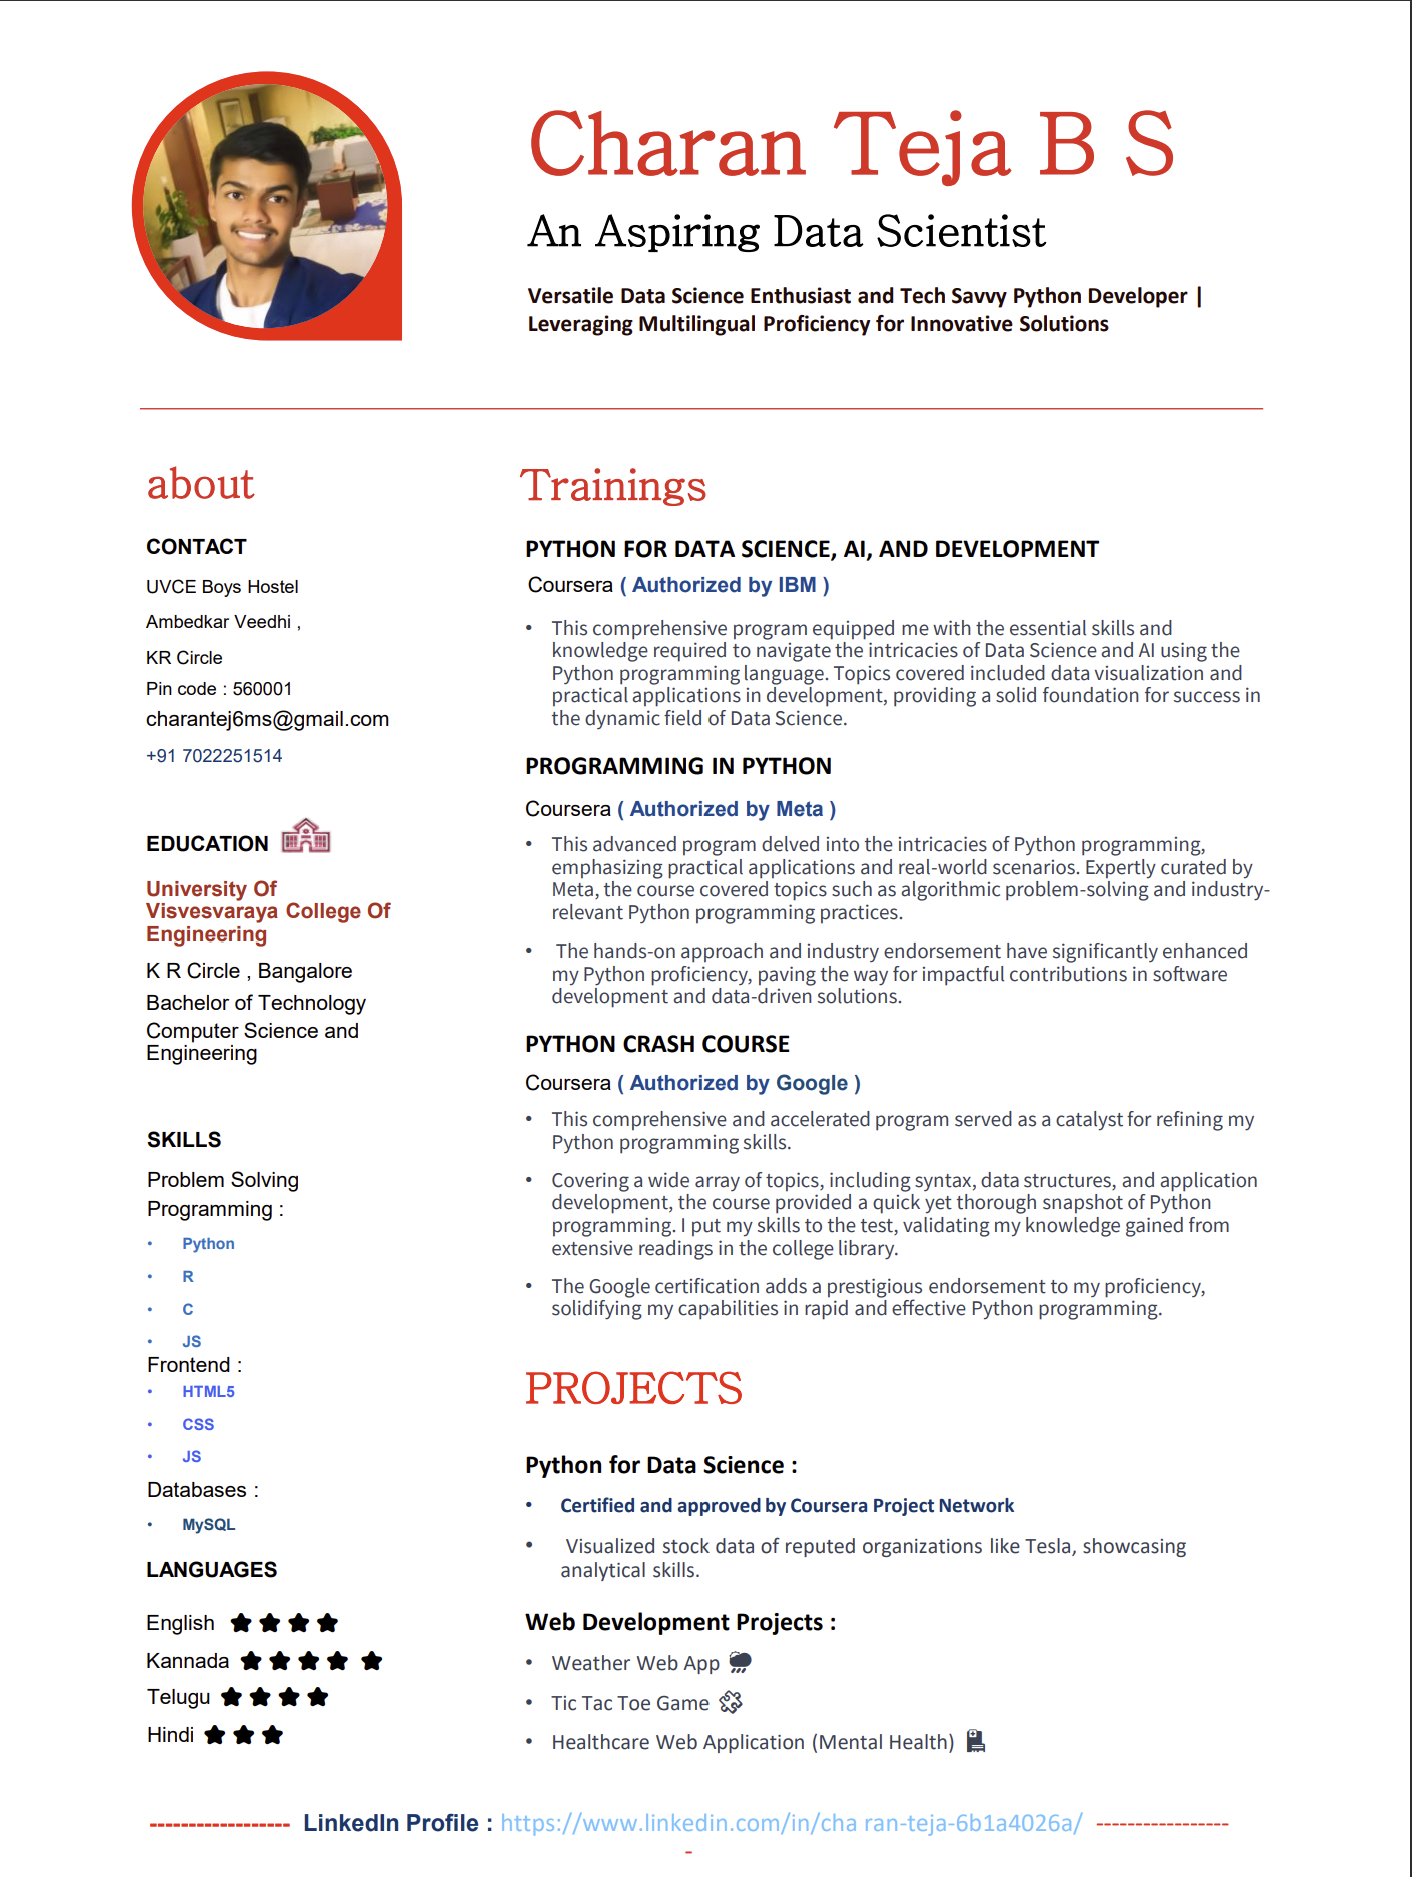 Charan Teja B S
An Aspiring Data Scientist
Versatile Data Science Enthusiast and Tech Savvy Python Developer |
Leveraging Multilingual Proficiency for Innovative Solutions
about
CONTACT
UVCE Boys Hostel
Ambedkar Veedhi ,
KR Circle
Pin code : 560001
charantej6ms@gmail.com
+91 7022251514
EDUCATION
University Of
Visvesvaraya College Of
Engineering
K R Circle , Bangalore
Bachelor of Technology
Computer Science and
Engineering
SKILLS
Problem Solving
Programming :
• Python
• R
• C
• JS
Frontend :
• HTML5
• CSS
• JS
Databases :
• MySQL
LANGUAGES
English ★ ★ ★ ★
Kannada ★ ★ ★ ★ ★
Telugu ★ ★ ★ ★
Hindi ★ ★ ★
Trainings
PYTHON FOR DATA SCIENCE, AI, AND DEVELOPMENT
Coursera ( Authorized by IBM )
• This comprehensive program equipped me with the essential skills and
knowledge required to navigate the intricacies of Data Science and AI using the
Python programming language. Topics covered included data visualization and
practical applications in development, providing a solid foundation for success in
the dynamic field of Data Science.
PROGRAMMING IN PYTHON
Coursera ( Authorized by Meta )
• This advanced program delved into the intricacies of Python programming,
emphasizing practical applications and real-world scenarios. Expertly curated by
Meta, the course covered topics such as algorithmic problem-solving and industry-
relevant Python programming practices.
• The hands-on approach and industry endorsement have significantly enhanced
my Python proficiency, paving the way for impactful contributions in software
development and data-driven solutions.
PYTHON CRASH COURSE
Coursera ( Authorized by Google )
• This comprehensive and accelerated program served as a catalyst for refining my
Python programming skills.
• Covering a wide array of topics, including syntax, data structures, and application
development, the course provided a quick yet thorough snapshot of Python
programming. I put my skills to the test, validating my knowledge gained from
extensive readings in the college library.
• The Google certification adds a prestigious endorsement to my proficiency,
solidifying my capabilities in rapid and effective Python programming.
PROJECTS
Python for Data Science :
• Certified and approved by Coursera Project Network
• Visualized stock data of reputed organizations like Tesla, showcasing
analytical skills.
Web Development Projects :
• Weather Web App
• Tic Tac Toe Game
• Healthcare Web Application (Mental Health)
------------------ LinkedIn Profile : https://www.linkedin.com/in/cha ran-teja-6b1a4026a/ -----------------
-